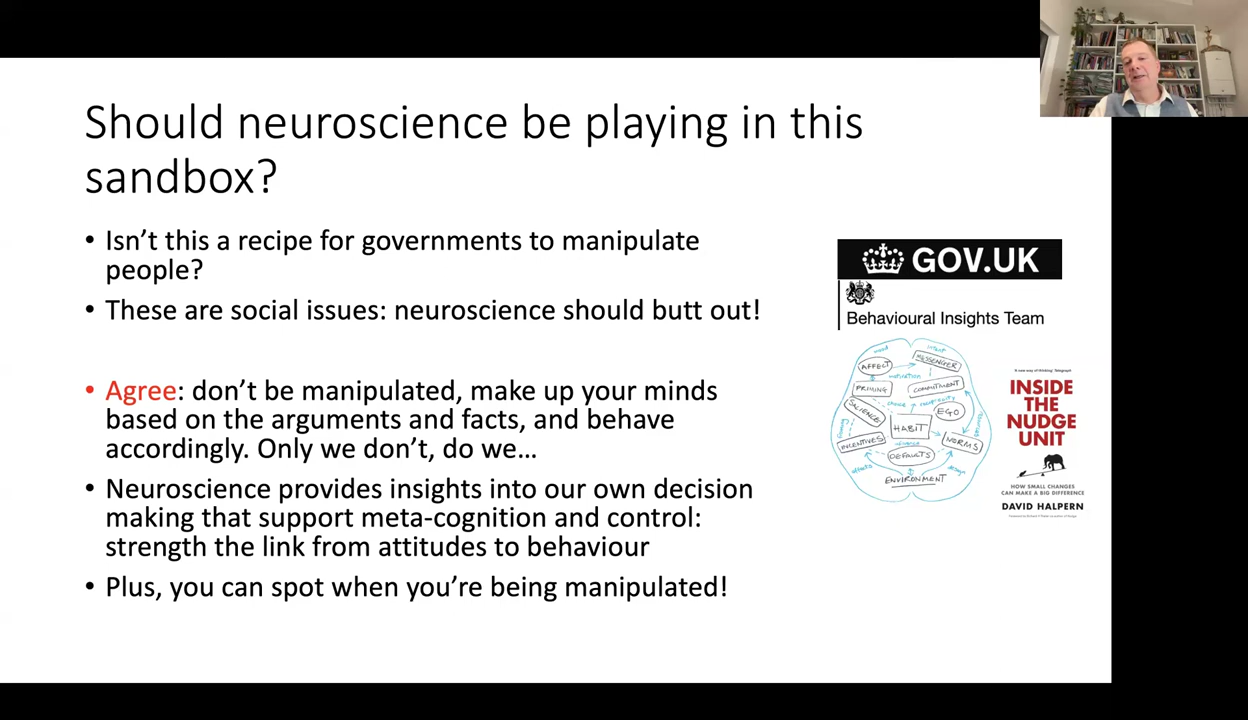 Should neuroscience be playing in this
sandbox?
• Isn't this a recipe for governments to manipulate
people?
• These are social issues: neuroscience should butt out!
• Agree: don't be manipulated, make up your minds
based on the arguments and facts, and behave
accordingly. Only we don't, do we...
• Neuroscience provides insights into our own decision
making that support meta-cognition and control:
strength the link from attitudes to behaviour
• Plus, you can spot when you're being manipulated!
GOV.UK
Behavioural Insights Team
AFFECT
MESSENGER
PRIMING
COMMITMENT
SALIENCE
EGO
HABIT
INCENTIVES
NORMS
DEFAULTS
ENVIRONMENT
INSIDE
THE
NUDGE
UNIT
HOW SMALL CHANGES
CAN MAKE A BIG DIFFERENCE
DAVID HALPERN